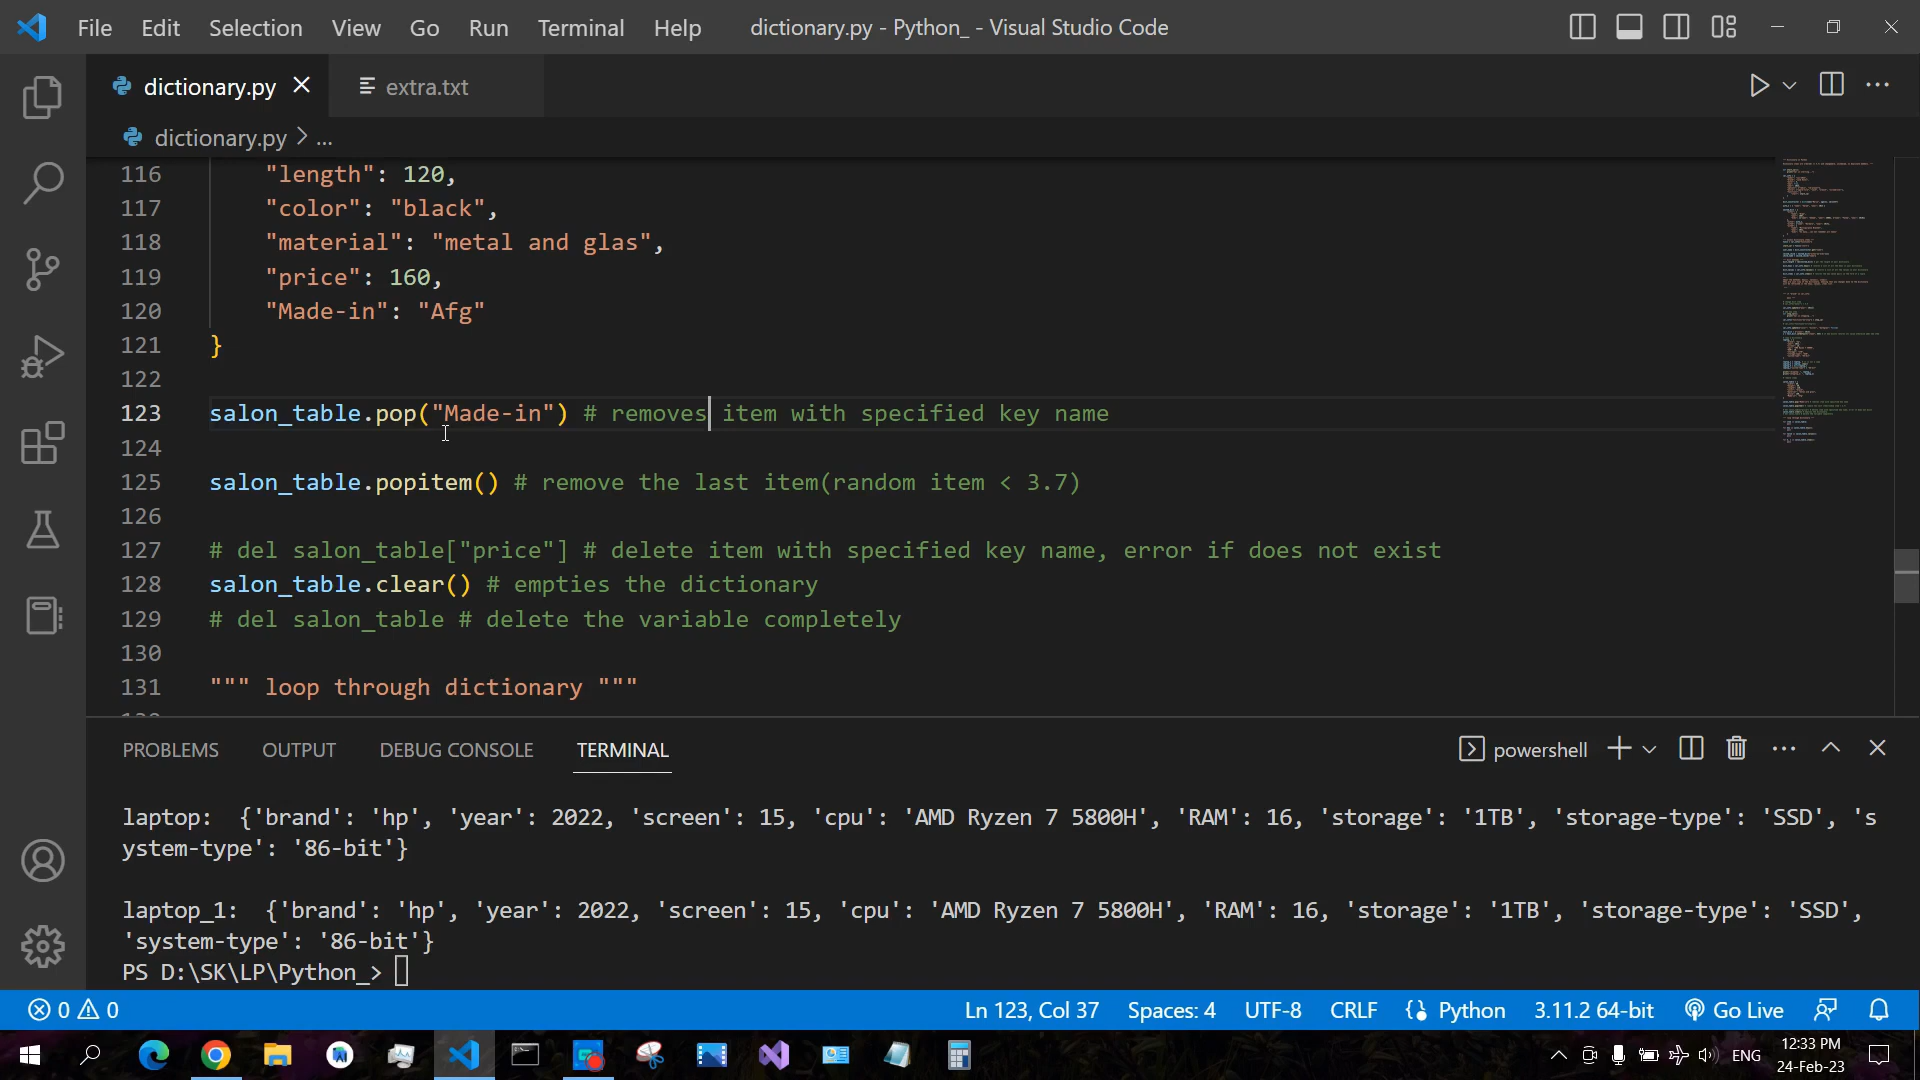 File Edit Selection View Go Run Terminal Help dictionary.py - Python_ - Visual Studio Code
dictionary.py extra.txt
dictionary.py > ...
116 "length": 120,
117 "color": "black",
118 "material": "metal and glas",
119 "price": 160,
120 "Made-in": "Afg"
121 }
122
123 salon_table.pop("Made-in") # removes item with specified key name
124
125 salon_table.popitem() # remove the last item(random item < 3.7)
126
127 # del salon_table["price"] # delete item with specified key name, error if does not exist
128 salon_table.clear() # empties the dictionary
129 # del salon_table # delete the variable completely
130
131 """ loop through dictionary """
PROBLEMS OUTPUT DEBUG CONSOLE TERMINAL powershell
laptop: {'brand': 'hp', 'year': 2022, 'screen': 15, 'cpu': 'AMD Ryzen 7 5800H', 'RAM': 16, 'storage': '1TB', 'storage-type': 'SSD', 's
ystem-type': '86-bit'}
laptop_1: {'brand': 'hp', 'year': 2022, 'screen': 15, 'cpu': 'AMD Ryzen 7 5800H', 'RAM': 16, 'storage': '1TB', 'storage-type': 'SSD',
'system-type': '86-bit'}
PS D:\SK\LP\Python_>
0 0 Ln 123, Col 37 Spaces: 4 UTF-8 CRLF Python 3.11.2 64-bit Go Live
ENG 12:33 PM
24-Feb-23